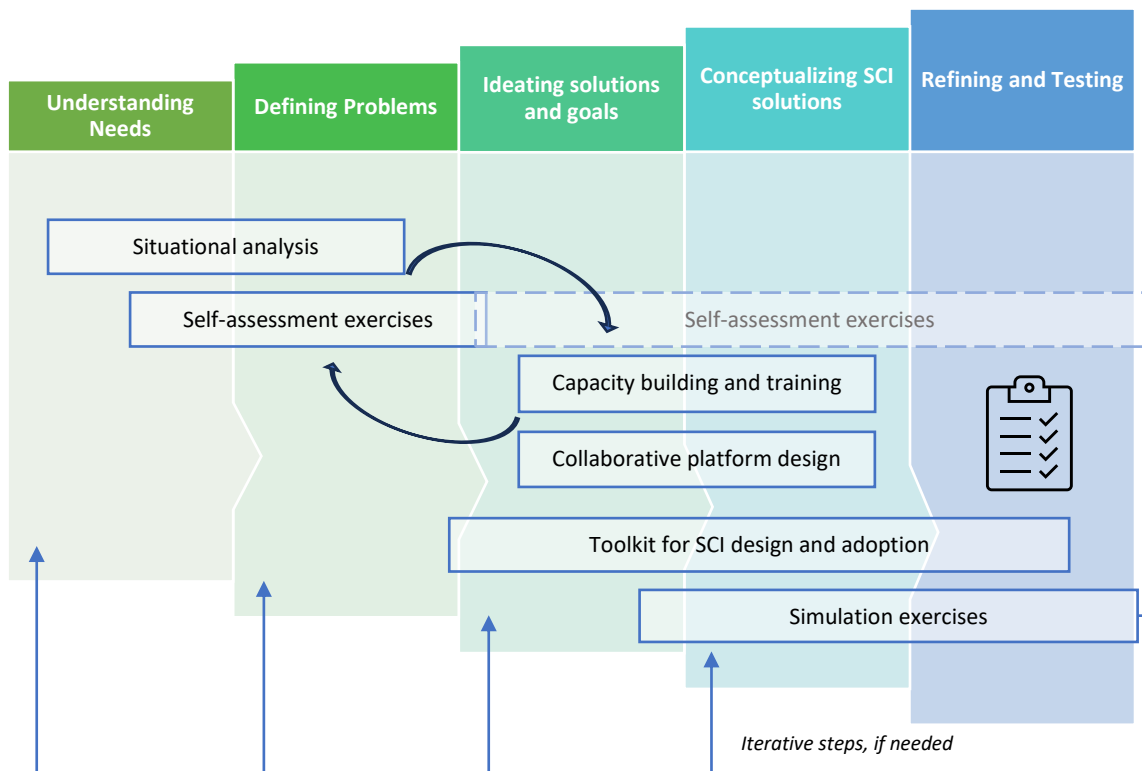 Understanding
Needs
Defining Problems
Ideating solutions
and goals
Conceptualizing SCI
solutions
Refining and Testing
Situational analysis
Self-assessment exercises
Self-assessment exercises
Capacity building and training
Collaborative platform design
Toolkit for SCI design and adoption
Simulation exercises
Iterative steps, if needed